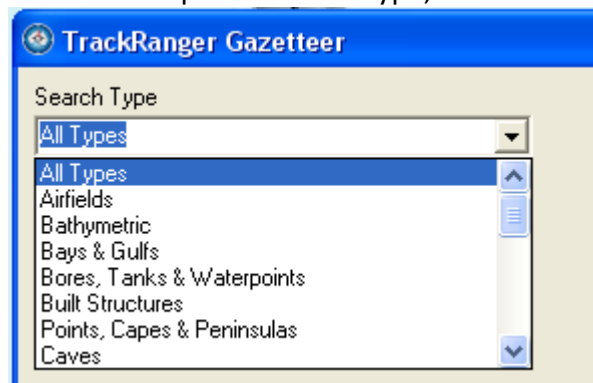 TrackRanger Gazetteer
Search Type
All Types
All Types
Airfields
Bathymetric
Bays & Gulfs
Bores, Tanks & Waterpoints
Built Structures
Points, Capes & Peninsulas
Caves